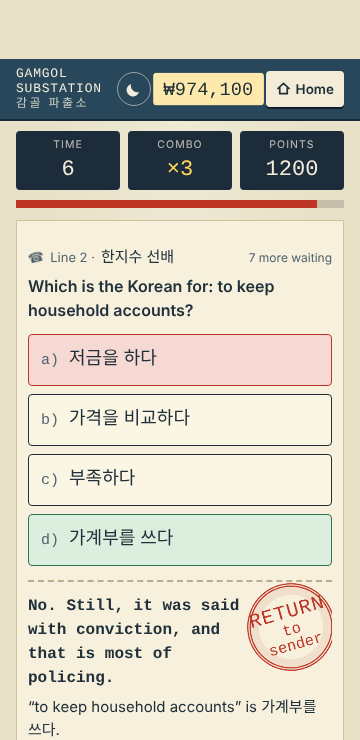 GAMGOL
SUBSTATION
감골 파출소
₩974,100
Home
TIME
6
COMBO
×3
POINTS
1200
☎ Line 2 · 한지수 선배
7 more waiting
Which is the Korean for: to keep
household accounts?
a) 저금을 하다
b) 가격을 비교하다
c) 부족하다
d) 가계부를 쓰다
No. Still, it was said
with conviction, and
that is most of
policing.
RETURN
to
sender
“to keep household accounts” is 가계부를
쓰다.